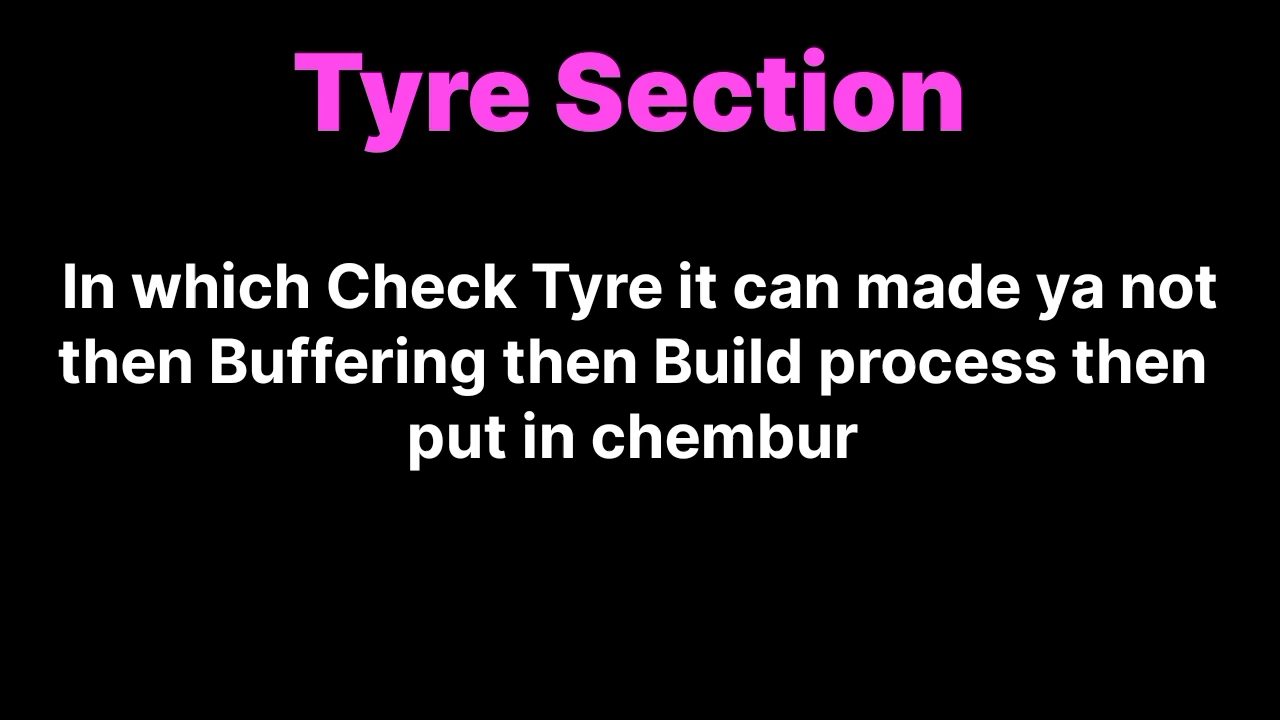 Tyre Section
In which Check Tyre it can made ya not
then Buffering then Build process then
put in chembur